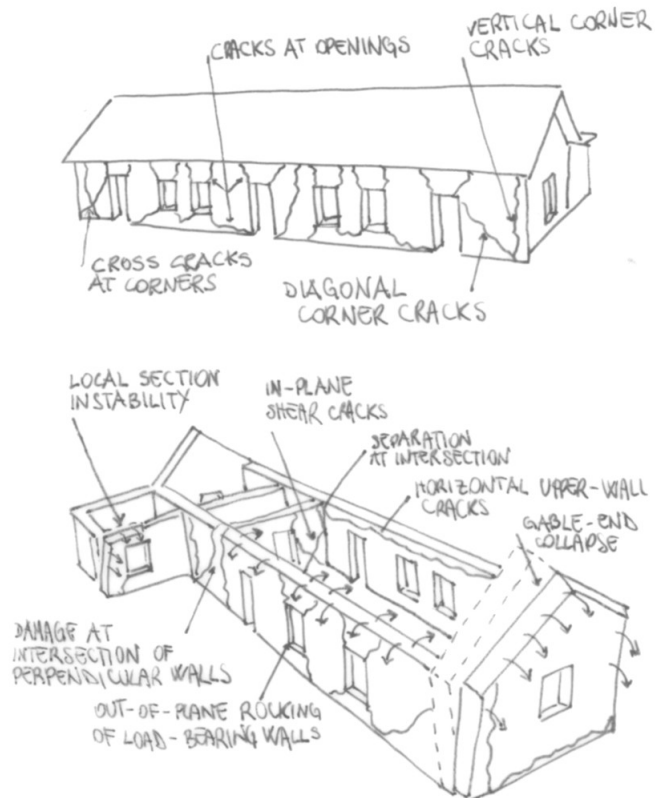 CRACKS AT OPENINGS
VERTICAL CORNER
CRACKS
CROSS CRACKS
AT CORNERS
DIAGONAL
CORNER CRACKS
LOCAL SECTION
INSTABILITY
IN-PLANE
SHEAR CRACKS
SEPARATION
AT INTERSECTION
HORIZONTAL UPPER-WALL
CRACKS
GABLE-END
COLLAPSE
DAMAGE AT
INTERSECTION OF
PERPENDICULAR WALLS
OUT-OF-PLANE ROCKING
OF LOAD-BEARING WALLS